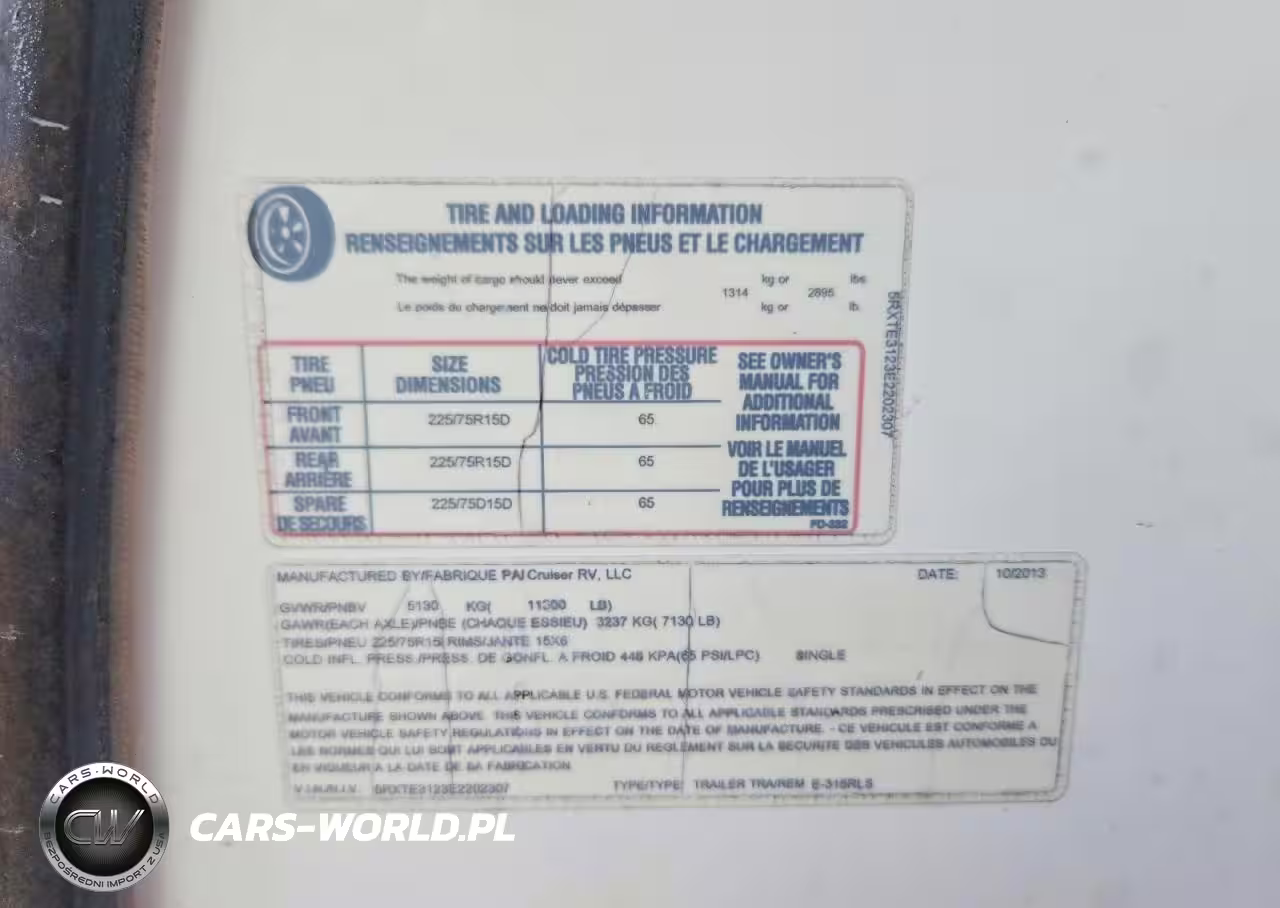 TIRE AND LOADING INFORMATION
RENSEIGNEMENTS SUR LES PNEUS ET LE CHARGEMENT
The weight of cargo should never exceed 1314 kg or 2895 lbs
Le poids du chargement ne doit jamais dépasser kg or lb
5RXTE3123E2202307
TIRE
PNEU
SIZE
DIMENSIONS
COLD TIRE PRESSURE
PRESSION DES
PNEUS A FROID
FRONT
AVANT
225/75R15D
65
REAR
ARRIÈRE
225/75R15D
65
SPARE
DE SECOURS
225/75D15D
65
SEE OWNER'S
MANUAL FOR
ADDITIONAL
INFORMATION
VOIR LE MANUEL
DE L'USAGER
POUR PLUS DE
RENSEIGNEMENTS
MANUFACTURED BY/FABRIQUE PAI Cruiser RV, LLC DATE: 10/2013
GVWR/PNBV KG( LB)
GAWR(EACH AXLE)/PNBE (CHAQUE ESSIEU) 3237 KG( 7130 LB)
TIRES/PNEU 225/75R15 RIMS/JANTE 15X6
COLD INFL. PRESS./PRESS. DE GONFL. A FROID 448 KPA(65 PSI/LPC) SINGLE
THIS VEHICLE CONFORMS TO ALL APPLICABLE U.S. FEDERAL MOTOR VEHICLE SAFETY STANDARDS IN EFFECT ON THE
MANUFACTURE SHOWN ABOVE. THIS VEHICLE CONFORMS TO ALL APPLICABLE STANDARDS PRESCRIBED UNDER THE
MOTOR VEHICLE SAFETY REGULATIONS IN EFFECT ON THE DATE OF MANUFACTURE. - CE VEHICULE EST CONFORME A
LES NORMES QUI LUI SONT APPLICABLES EN VERTU DU REGLEMENT SUR LA SECURITE DES VEHICULES AUTOMOBILES OU
EN VIGUEUR A LA DATE DE SA FABRICATION
V.I.N./N.I.V. 5RXTE3123E2202307 TYPE/TYPE: TRAILER TRA/REM E-315RLS
CARS-WORLD
CW
BEZPOŚREDNI IMPORT Z USA
CARS-WORLD.PL